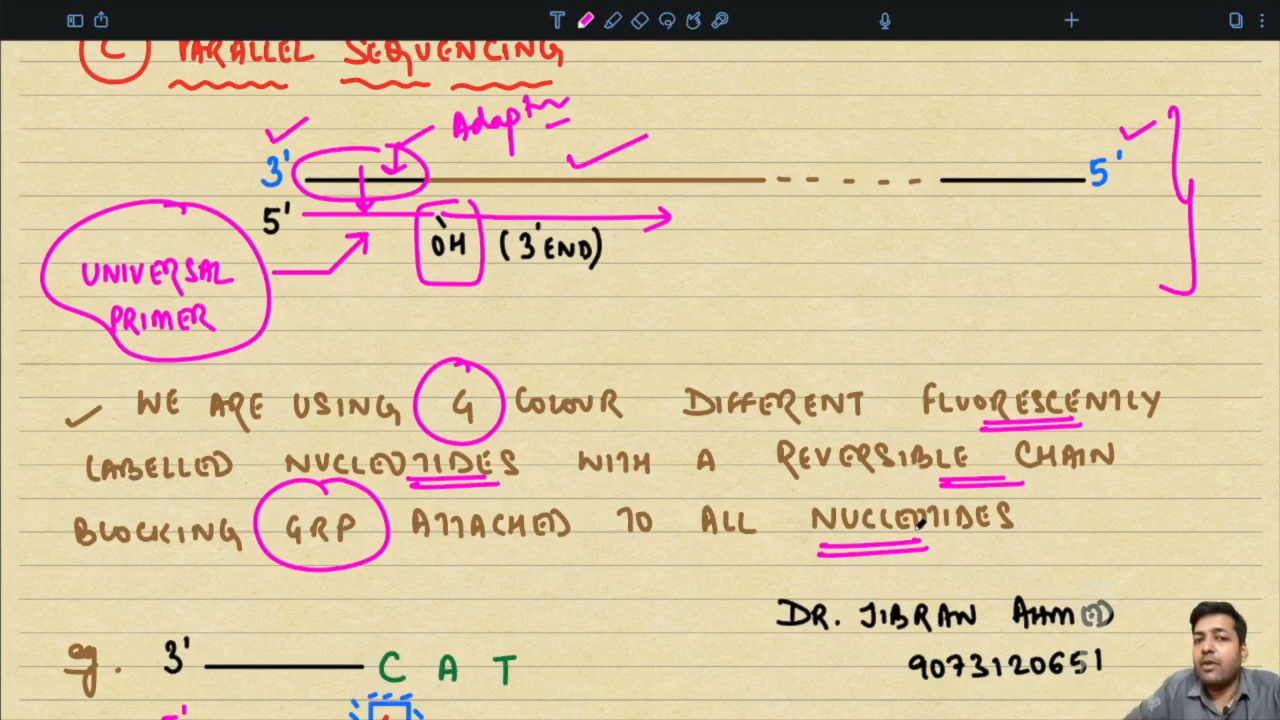 C PARALLEL SEQUENCING
Adapter
3' 5'
5' OH (3' END)
UNIVERSAL
PRIMER
WE ARE USING 4 COLOUR DIFFERENT FLUORESCENTLY
LABELLED NUCLEOTIDES WITH A REVERSIBLE CHAIN
BLOCKING GRP ATTACHED TO ALL NUCLEOTIDES
DR. JIBRAN AHMED
9073120651
eg. 3' C A T